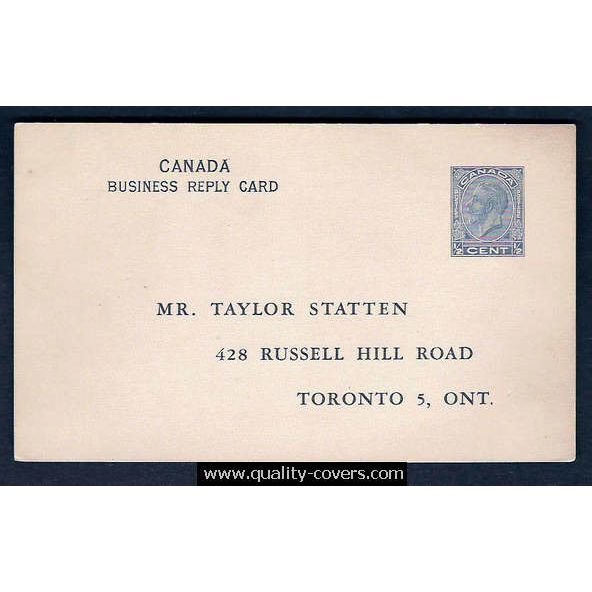 CANADA
BUSINESS REPLY CARD
CANADA
½ CENT ½
MR. TAYLOR STATTEN
428 RUSSELL HILL ROAD
TORONTO 5, ONT.
www.quality-covers.com